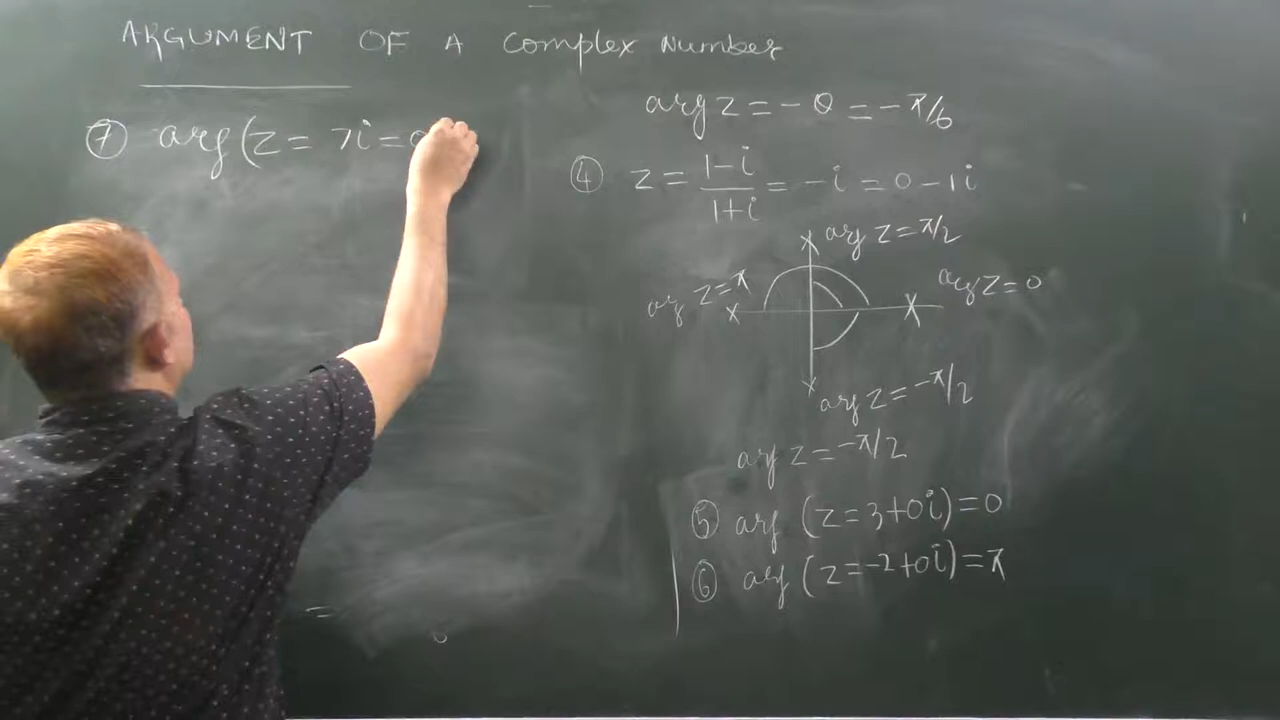 ARGUMENT OF A Complex Number
⑦ arg(z = 7i = 0
arg z = - θ = - π/6
④ z = (1-i)/(1+i) = - i = 0 - 1i
arg z = π/2
arg z = π
arg z = 0
arg z = -π/2
arg z = -π/2
⑤ arg (z = 3+0i) = 0
⑥ arg (z = -2+0i) = π